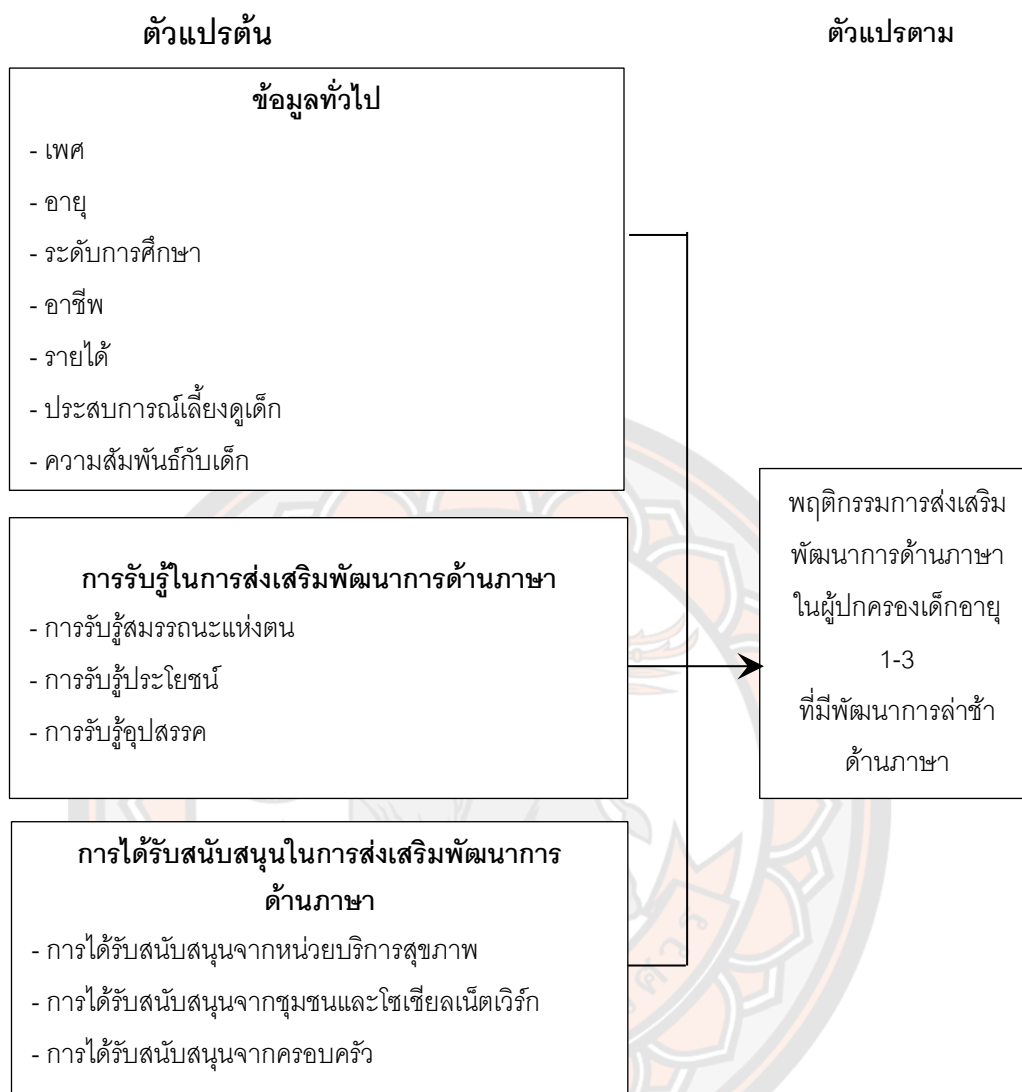 ตัวแปรต้น
ตัวแปรตาม
ข้อมูลทั่วไป
- เพศ
- อายุ
- ระดับการศึกษา
- อาชีพ
- รายได้
- ประสบการณ์เลี้ยงดูเด็ก
- ความสัมพันธ์กับเด็ก
การรับรู้ในการส่งเสริมพัฒนาการด้านภาษา
- การรับรู้สมรรถนะแห่งตน
- การรับรู้ประโยชน์
- การรับรู้อุปสรรค
การได้รับสนับสนุนในการส่งเสริมพัฒนาการ
ด้านภาษา
- การได้รับสนับสนุนจากหน่วยบริการสุขภาพ
- การได้รับสนับสนุนจากชุมชนและโซเชียลเน็ตเวิร์ก
- การได้รับสนับสนุนจากครอบครัว
พฤติกรรมการส่งเสริม
พัฒนาการด้านภาษา
ในผู้ปกครองเด็กอายุ
1-3
ที่มีพัฒนาการล่าช้า
ด้านภาษา